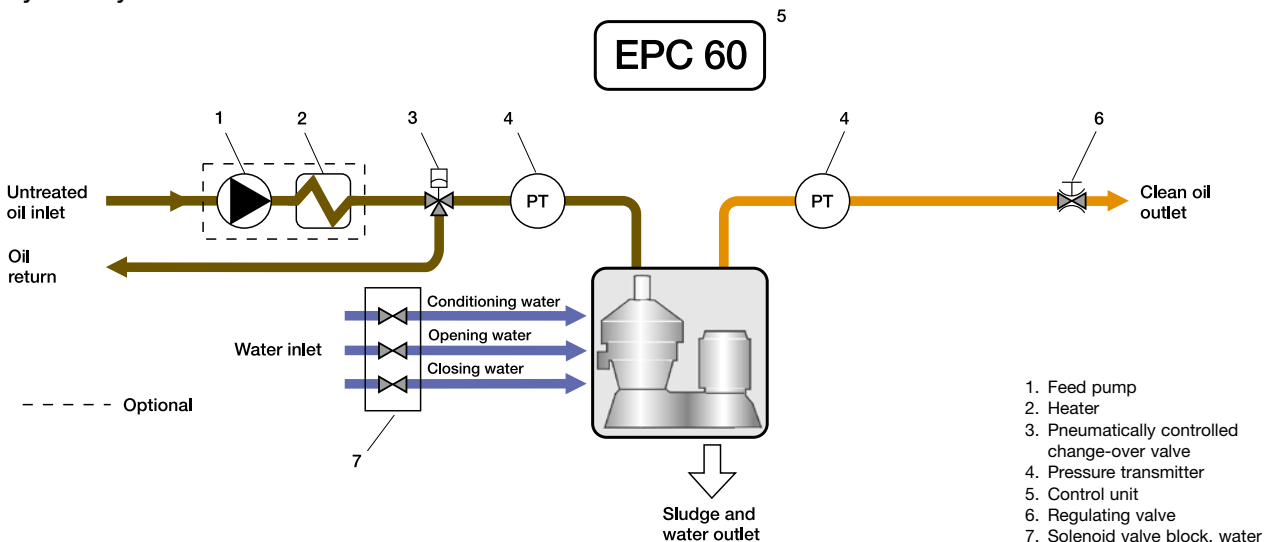 5
EPC 60
1
2
3
4
4
6
Untreated
oil inlet
PT
PT
Clean oil
outlet
Oil
return
Conditioning water
Opening water
Water inlet
Closing water
Optional
7
Sludge and
water outlet
1. Feed pump
2. Heater
3. Pneumatically controlled
change-over valve
4. Pressure transmitter
5. Control unit
6. Regulating valve
7. Solenoid valve block, water